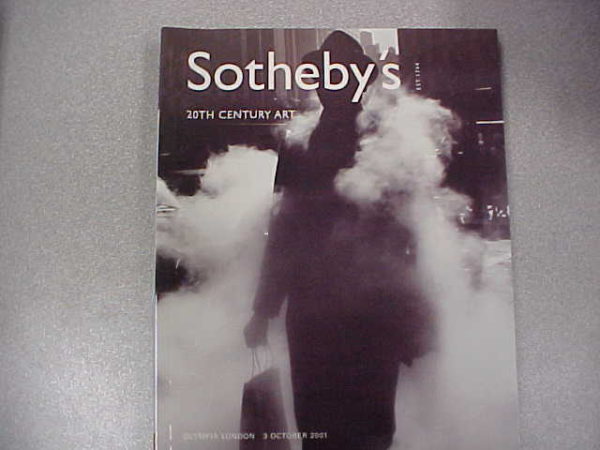 Sotheby's
EST. 1744
20TH CENTURY ART
OLYMPIA LONDON 3 OCTOBER 2001